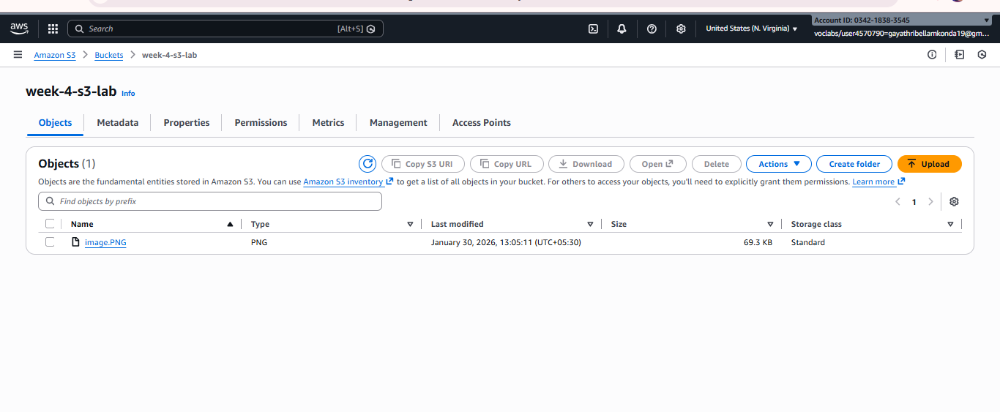 aws Search [Alt+S] United States (N. Virginia) Account ID: 0342-1838-3545
voclabs/user4570790=gayathribellamkonda19@gm...
Amazon S3 Buckets week-4-s3-lab
week-4-s3-lab Info
Objects Metadata Properties Permissions Metrics Management Access Points
Objects (1) Copy S3 URI Copy URL Download Open Delete Actions Create folder Upload
Objects are the fundamental entities stored in Amazon S3. You can use Amazon S3 inventory to get a list of all objects in your bucket. For others to access your objects, you'll need to explicitly grant them permissions. Learn more
Find objects by prefix 1
Name Type Last modified Size Storage class
image.PNG PNG January 30, 2026, 13:05:11 (UTC+05:30) 69.3 KB Standard